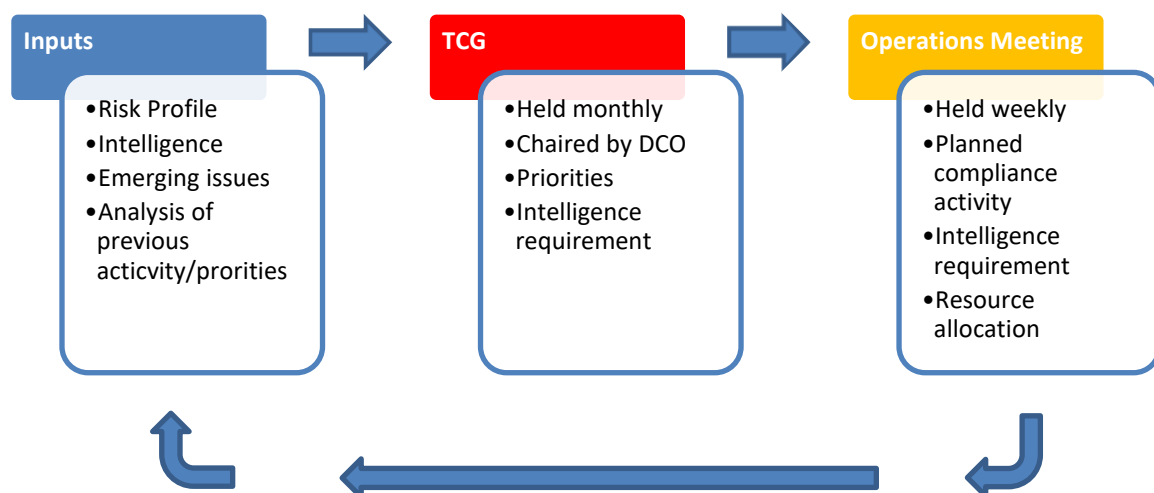 Inputs
•Risk Profile
•Intelligence
•Emerging issues
•Analysis of
previous
acticvity/prorities
TCG
•Held monthly
•Chaired by DCO
•Priorities
•Intelligence
requirement
Operations Meeting
•Held weekly
•Planned
compliance
activity
•Intelligence
requirement
•Resource
allocation